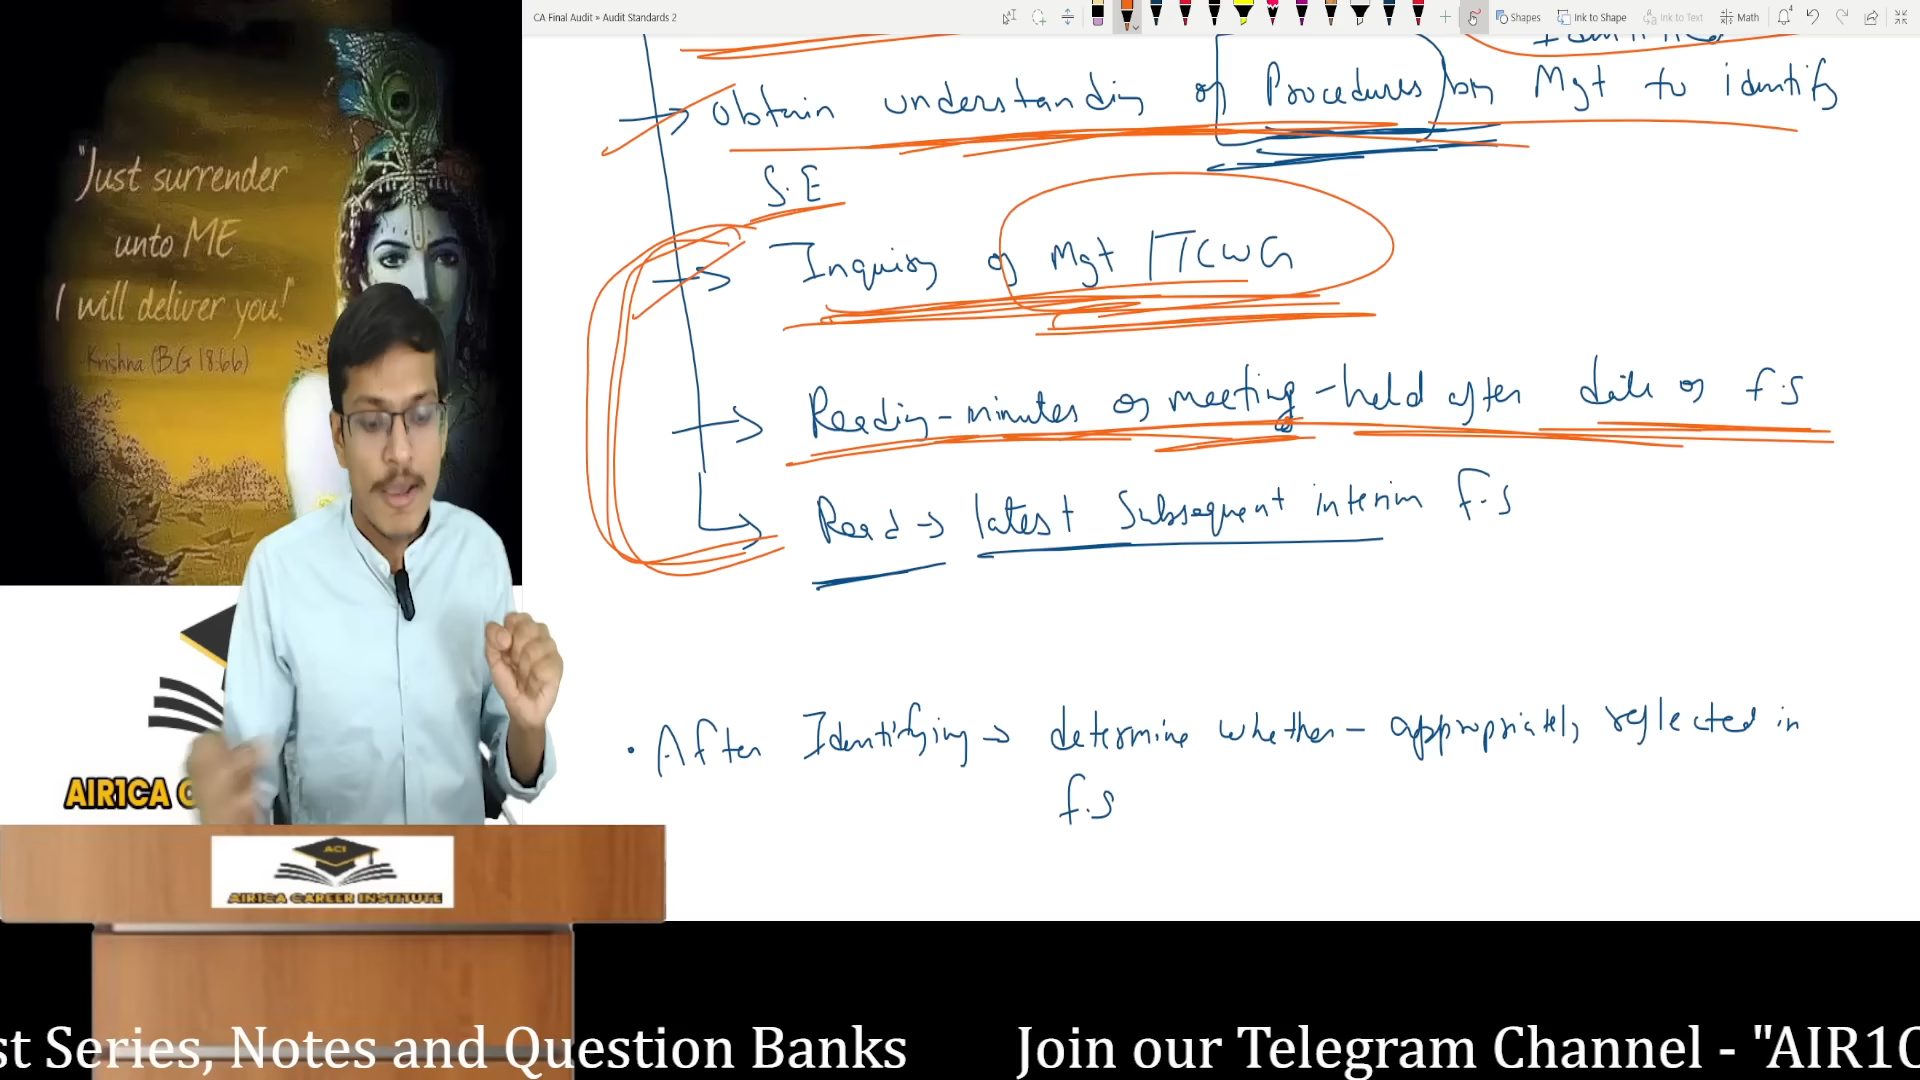 CA Final Audit » Audit Standards 2
Shapes
Ink to Shape
Ink to Text
Math
obtain understanding of Procedures by Mgt to identify
S.E
Inquiry of Mgt | TCWG
Reading - minutes of meeting - held after date of f.s
Read → latest subsequent interim f.s
• After Identifying → determine whether - appropriately reflected in
f.s
"Just surrender
unto ME
I will deliver you!"
Krishna (B.G 18:66)
AIR1CA C
ACI
AIR1CA CAREER INSTITUTE
st Series, Notes and Question Banks
Join our Telegram Channel - "AIR1C